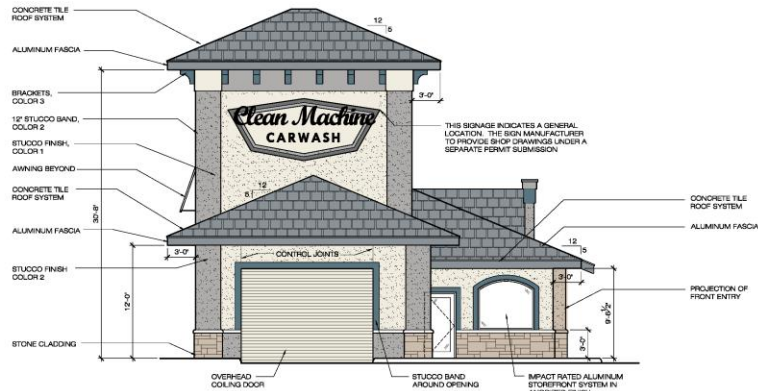 CONCRETE TILE
ROOF SYSTEM
ALUMINUM FASCIA
BRACKETS,
COLOR 3
12" STUCCO BAND,
COLOR 2
STUCCO FINISH,
COLOR 1
AWNING BEYOND
CONCRETE TILE
ROOF SYSTEM
ALUMINUM FASCIA
STUCCO FINISH
COLOR 2
STONE CLADDING
30'-8"
3'-0"
12'-0"
12
5
3'-0"
Clean Machine
CARWASH
THIS SIGNAGE INDICATES A GENERAL
LOCATION. THE SIGN MANUFACTURER
TO PROVIDE SHOP DRAWINGS UNDER A
SEPARATE PERMIT SUBMISSION
12
5
CONTROL JOINTS
CONCRETE TILE
ROOF SYSTEM
ALUMINUM FASCIA
12
5
3'-0"
PROJECTION OF
FRONT ENTRY
3'-0"
OVERHEAD
COILING DOOR
STUCCO BAND
AROUND OPENING
IMPACT RATED ALUMINUM
STOREFRONT SYSTEM IN